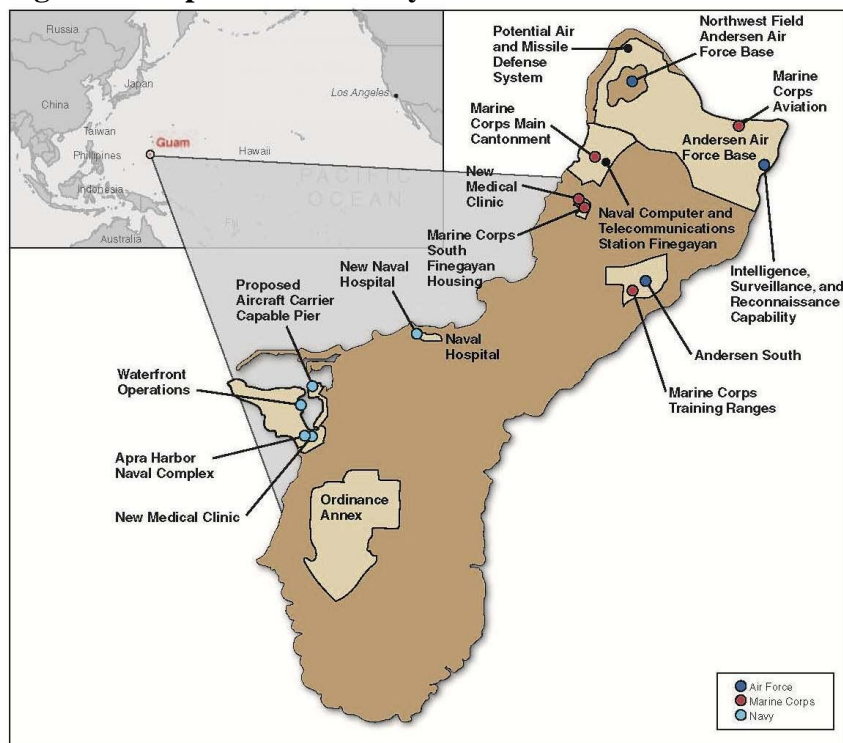 Russia
China
Japan
Taiwan
Philippines
Indonesia
Australia
Guam
Hawaii
Los Angeles
PACIFIC
OCEAN
Fiji
Potential Air
and Missile
Defense
System
Northwest Field
Andersen Air
Force Base
Marine
Corps
Aviation
Marine
Corps Main
Cantonment
Andersen Air
Force Base
New
Medical
Clinic
Naval Computer and
Telecommunications
Station Finegayan
Marine Corps
South
Finegayan
Housing
Intelligence,
Surveillance, and
Reconnaissance
Capability
New Naval
Hospital
Proposed
Aircraft Carrier
Capable Pier
Naval
Hospital
Andersen South
Waterfront
Operations
Marine Corps
Training Ranges
Apra Harbor
Naval Complex
New Medical Clinic
Ordinance
Annex
Air Force
Marine Corps
Navy